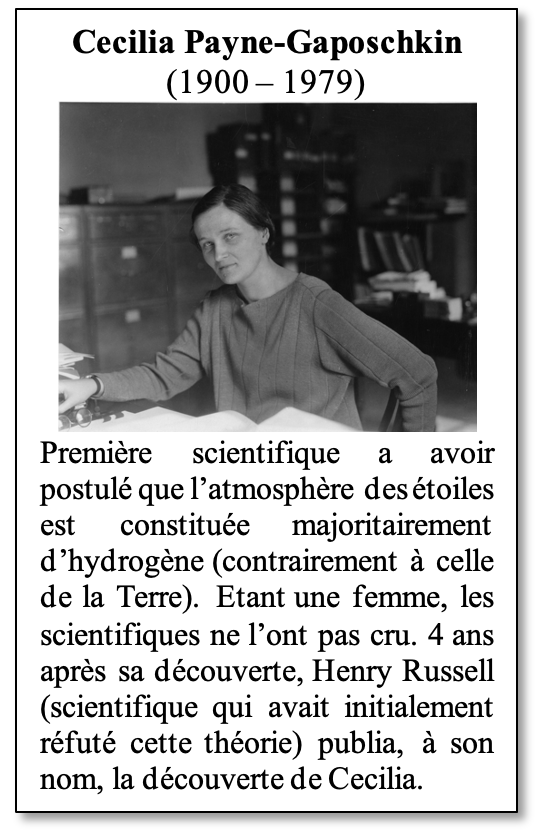 Cecilia Payne-Gaposchkin
(1900 – 1979)
Première scientifique a avoir
postulé que l’atmosphère des étoiles
est constituée majoritairement
d’hydrogène (contrairement à celle
de la Terre). Etant une femme, les
scientifiques ne l’ont pas cru. 4 ans
après sa découverte, Henry Russell
(scientifique qui avait initialement
réfuté cette théorie) publia, à son
nom, la découverte de Cecilia.